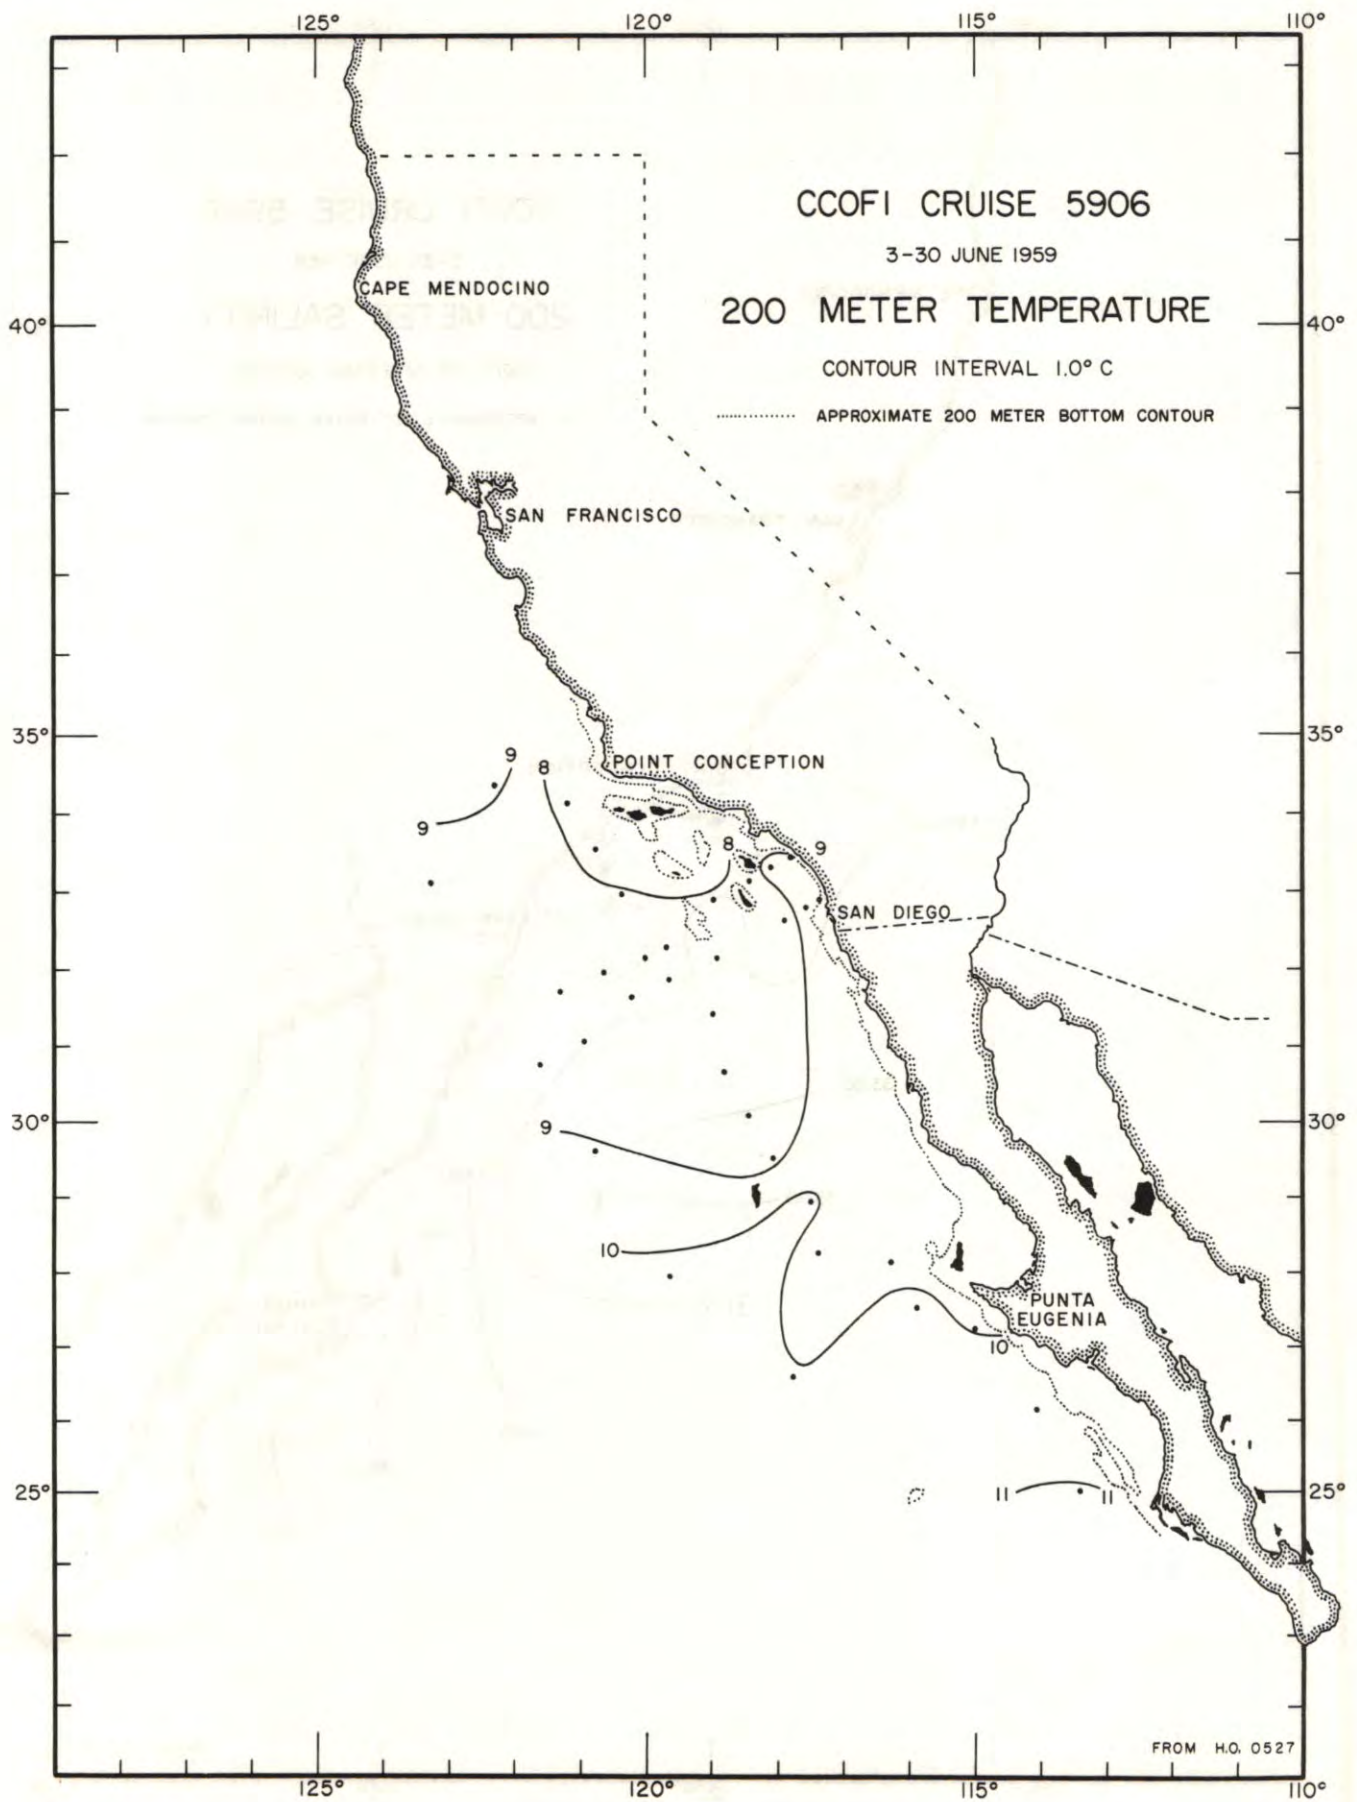 125° 120° 115° 110°
CCOFI CRUISE 5906
3-30 JUNE 1959
CAPE MENDOCINO
200 METER TEMPERATURE
40° 40°
CONTOUR INTERVAL 1.0° C
APPROXIMATE 200 METER BOTTOM CONTOUR
SAN FRANCISCO
35° 35°
9
8
POINT CONCEPTION
9
8
9
SAN DIEGO
30° 30°
9
10
PUNTA
EUGENIA
10
25° 11 11 25°
FROM H.O. 0527
125° 120° 115° 110°